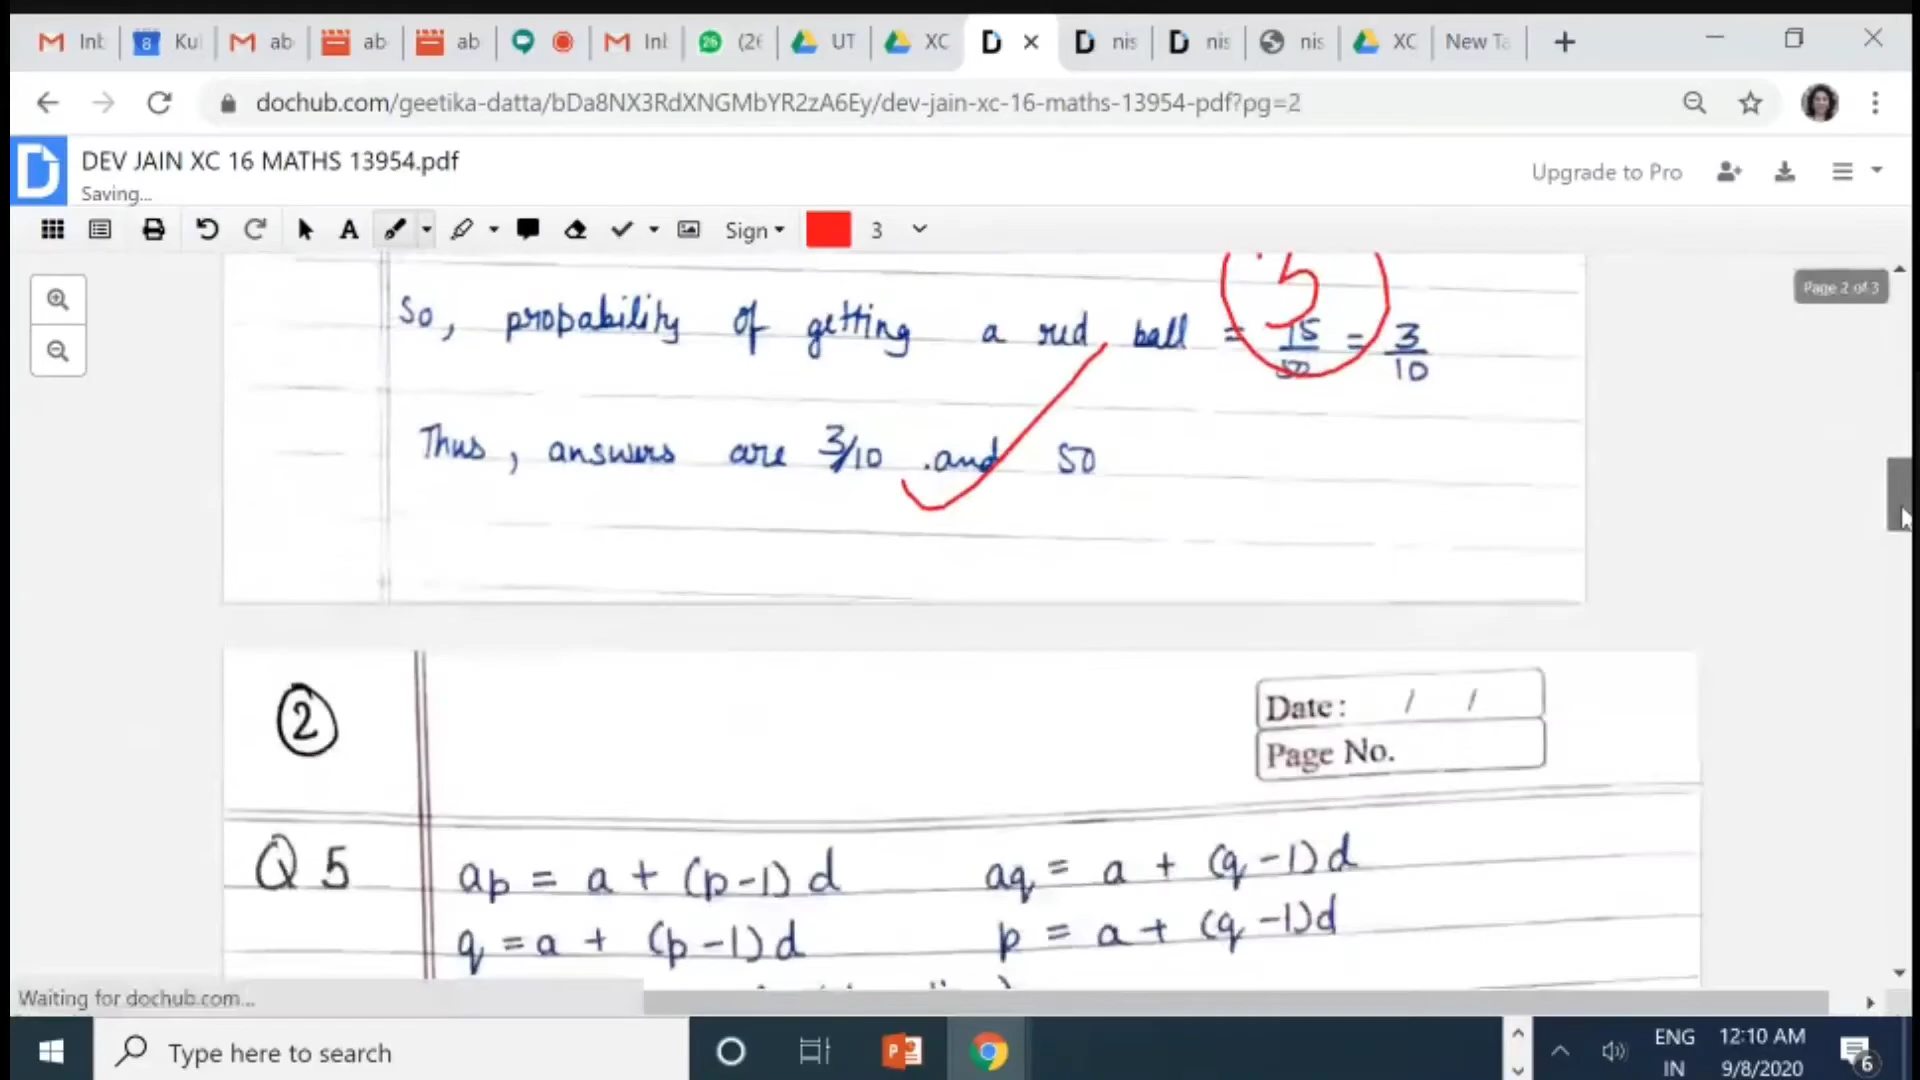 Int Ku ab ab ab Inl (26 UT XC nis nis nis XC New Ta
dochub.com/geetika-datta/bDa8NX3RdXNGMbYR2zA6Ey/dev-jain-xc-16-maths-13954-pdf?pg=2
DEV JAIN XC 16 MATHS 13954.pdf
Saving...
Upgrade to Pro
Sign 3
Page 2 of 3
5
So, probability of getting a red ball = 15/50 = 3/10
Thus, answers are 3/10 .and 50
2
Date: / /
Page No.
Q 5 ap = a + (p-1)d aq = a + (q-1)d
q = a + (p-1)d p = a + (q-1)d
Waiting for dochub.com...
Type here to search
ENG
IN
12:10 AM
9/8/2020
6